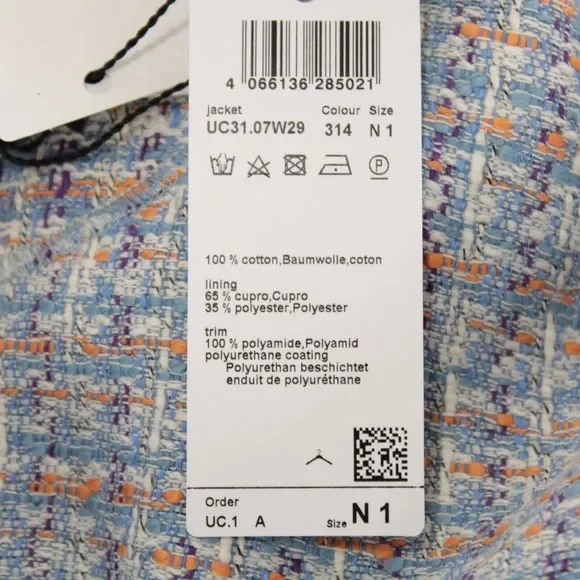 4 066136 285021
jacket Colour Size
UC31.07W29 314 N 1
P
100 % cotton,Baumwolle,coton
lining
65 % cupro,Cupro
35 % polyester,Polyester
trim
100 % polyamide,Polyamid
polyurethane coating
Polyurethan beschichtet
enduit de polyuréthane
2
Order
UC.1 A Size N 1